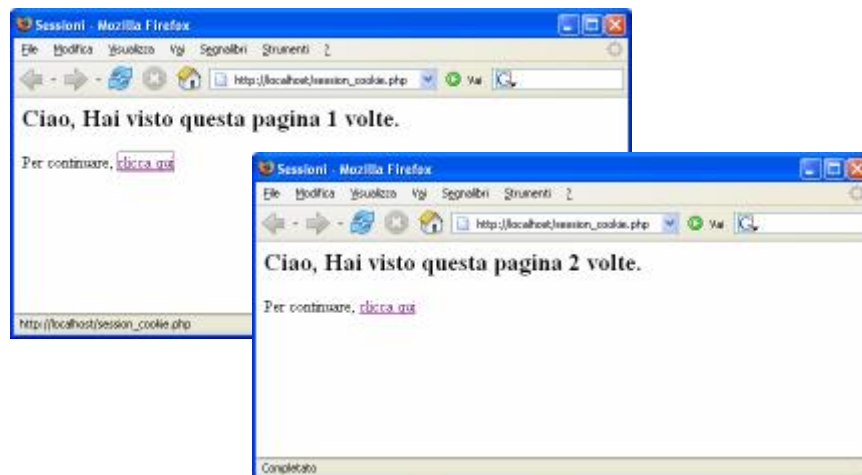 Sessioni - Mozilla Firefox
File Modifica Visualizza Vai Segnalibri Strumenti ?
http://localhost/session_cookie.php Vai
Ciao, Hai visto questa pagina 1 volte.
Per continuare, clicca qui
http://localhost/session_cookie.php
Sessioni - Mozilla Firefox
File Modifica Visualizza Vai Segnalibri Strumenti ?
http://localhost/session_cookie.php Vai
Ciao, Hai visto questa pagina 2 volte.
Per continuare, clicca qui
Completato